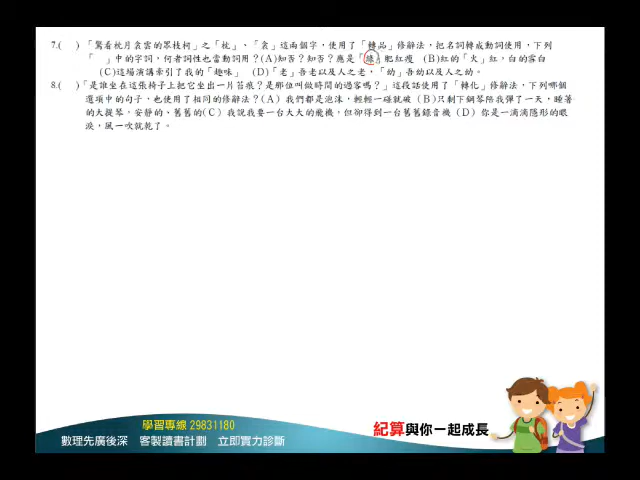 7.( ) 「鶯看枕月衾雲的眾枝柯」之「枕」、「衾」這兩個字，使用了「轉品」修辭法，把名詞轉成動詞使用，下列
「 」中的字詞，何者詞性也當動詞用？(A)知否？知否？應是「綠」肥紅瘦 (B)紅的「火」紅，白的雪白
(C)這場演講牽引了我的「趣味」 (D)「老」吾老以及人之老，「幼」吾幼以及人之幼。
8.( ) 「是誰坐在這張椅子上把它坐出一片苔痕？是那位叫做時間的過客嗎？」這段話使用了「轉化」修辭法，下列哪個
選項中的句子，也使用了相同的修辭法？(A) 我們都是泡沫，輕輕一碰就破 (B)只剩下鋼琴陪我彈了一天，睡著
的大提琴，安靜的、舊舊的 (C) 我說我要一台大大的飛機，但卻得到一台舊舊錄音機 (D) 你是一滴滴隱形的眼
淚，風一吹就乾了。
學習專線 29831180
數理先廣後深 客製讀書計劃 立即實力診斷
紀算與你一起成長